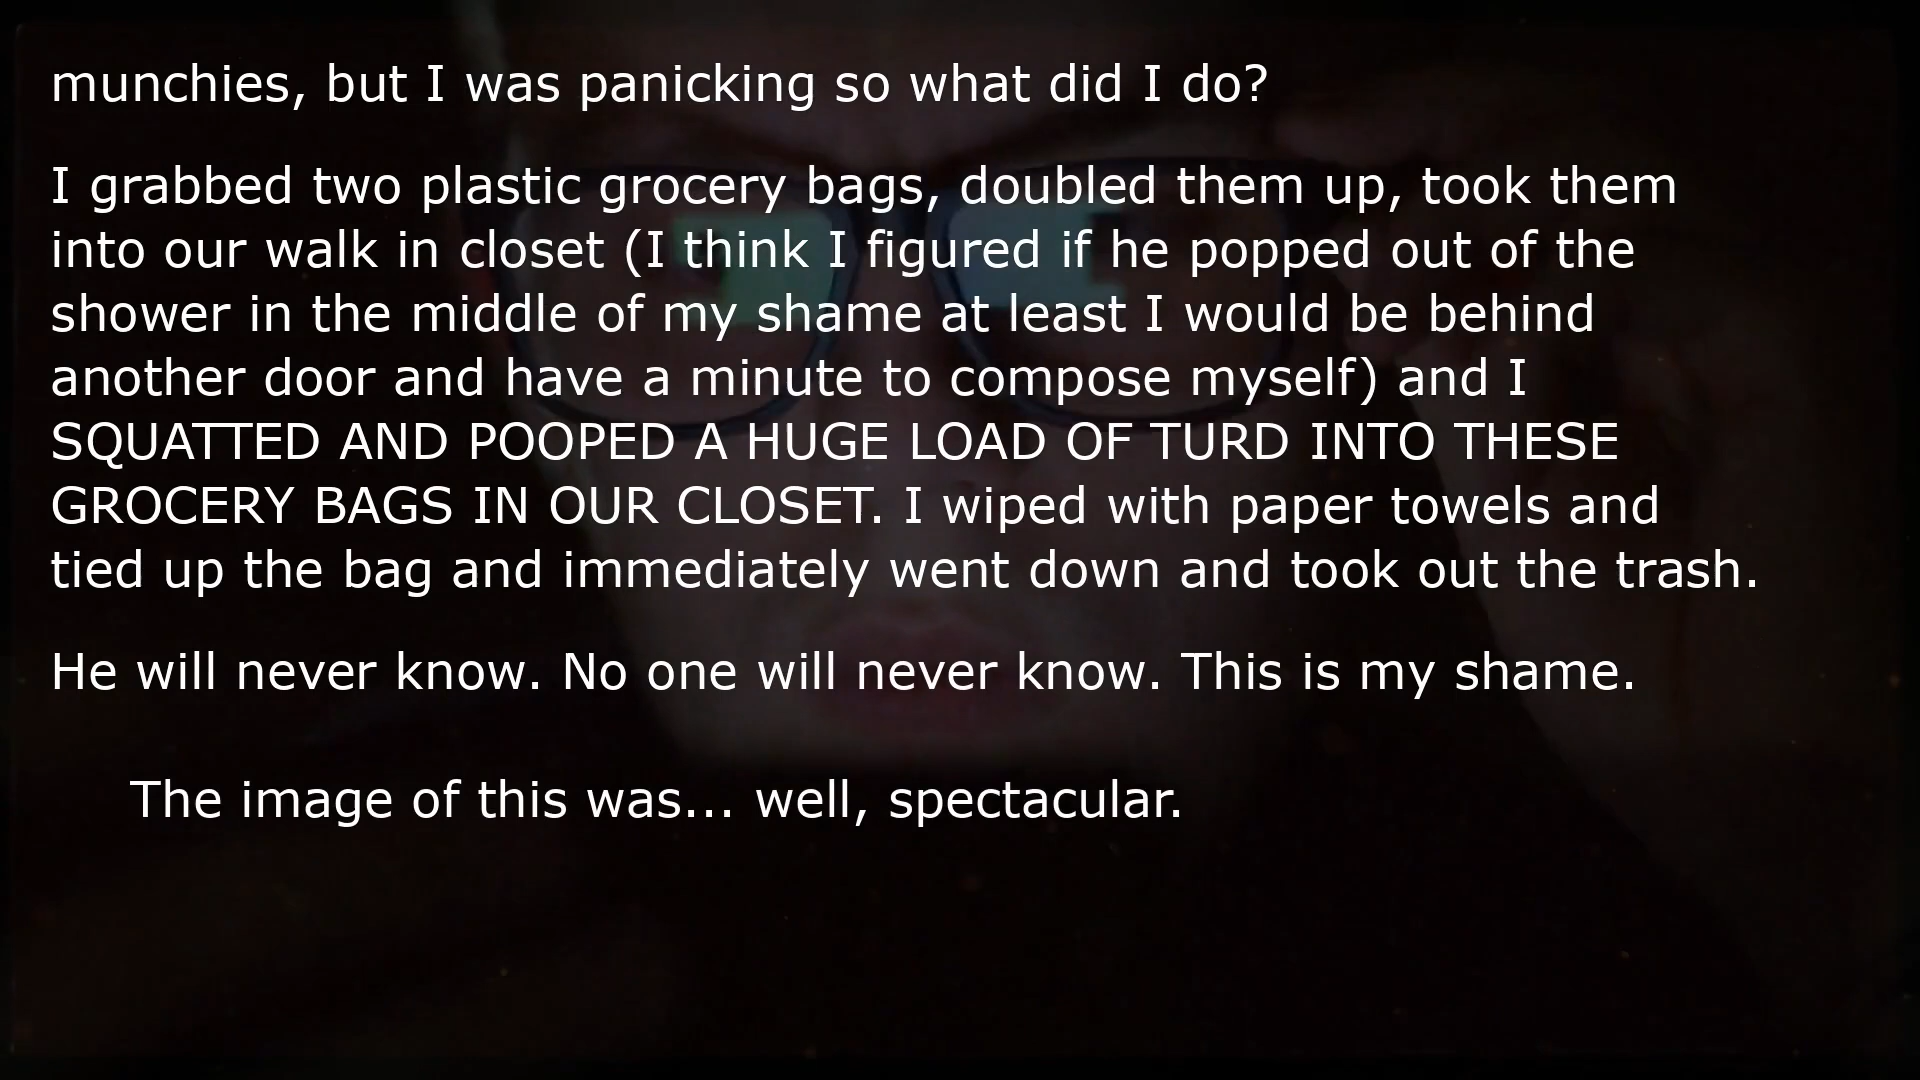 munchies, but I was panicking so what did I do?
I grabbed two plastic grocery bags, doubled them up, took them
into our walk in closet (I think I figured if he popped out of the
shower in the middle of my shame at least I would be behind
another door and have a minute to compose myself) and I
SQUATTED AND POOPED A HUGE LOAD OF TURD INTO THESE
GROCERY BAGS IN OUR CLOSET. I wiped with paper towels and
tied up the bag and immediately went down and took out the trash.
He will never know. No one will never know. This is my shame.
The image of this was... well, spectacular.